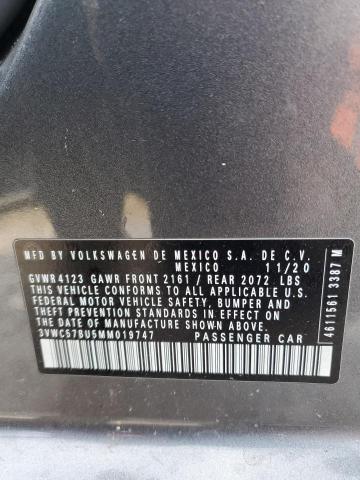 MFD BY VOLKSWAGEN DE MEXICO S.A. DE C.V.
MEXICO 11/20
GVWR 4123 GAWR FRONT 2161 / REAR 2072 LBS
THIS VEHICLE CONFORMS TO ALL APPLICABLE U.S.
FEDERAL MOTOR VEHICLE SAFETY, BUMPER AND
THEFT PREVENTION STANDARDS IN EFFECT ON
THE DATE OF MANUFACTURE SHOWN ABOVE.
3VWC57BU5MM019747 PASSENGER CAR
4611561 3387 M